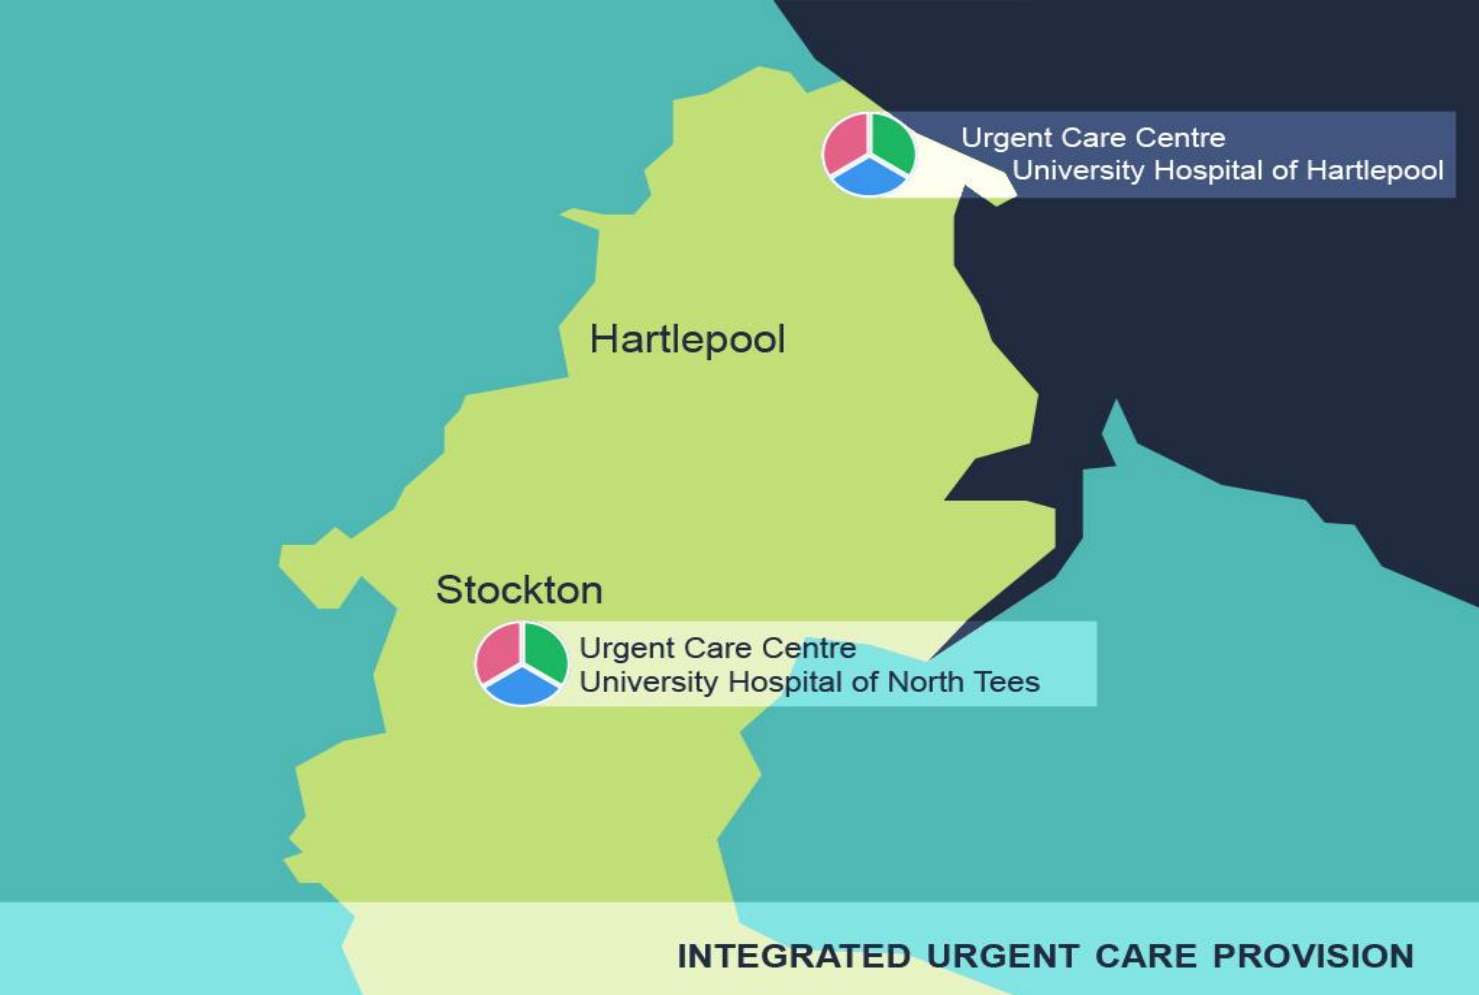 Urgent Care Centre
University Hospital of Hartlepool
Hartlepool
Stockton
Urgent Care Centre
University Hospital of North Tees
INTEGRATED URGENT CARE PROVISION